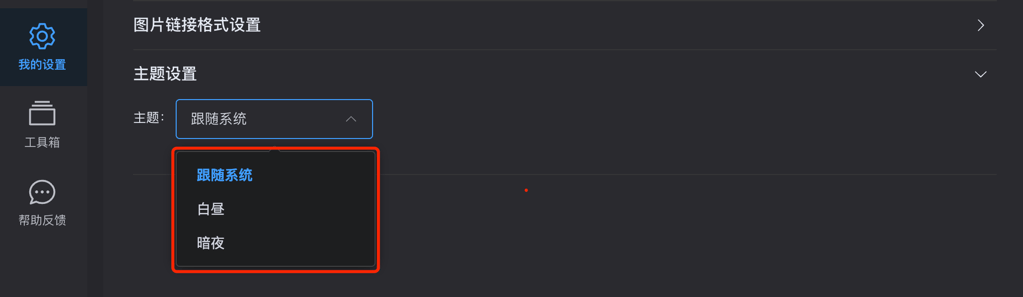 我的设置
工具箱
帮助反馈
图片链接格式设置
主题设置
主题：
跟随系统
跟随系统
白昼
暗夜